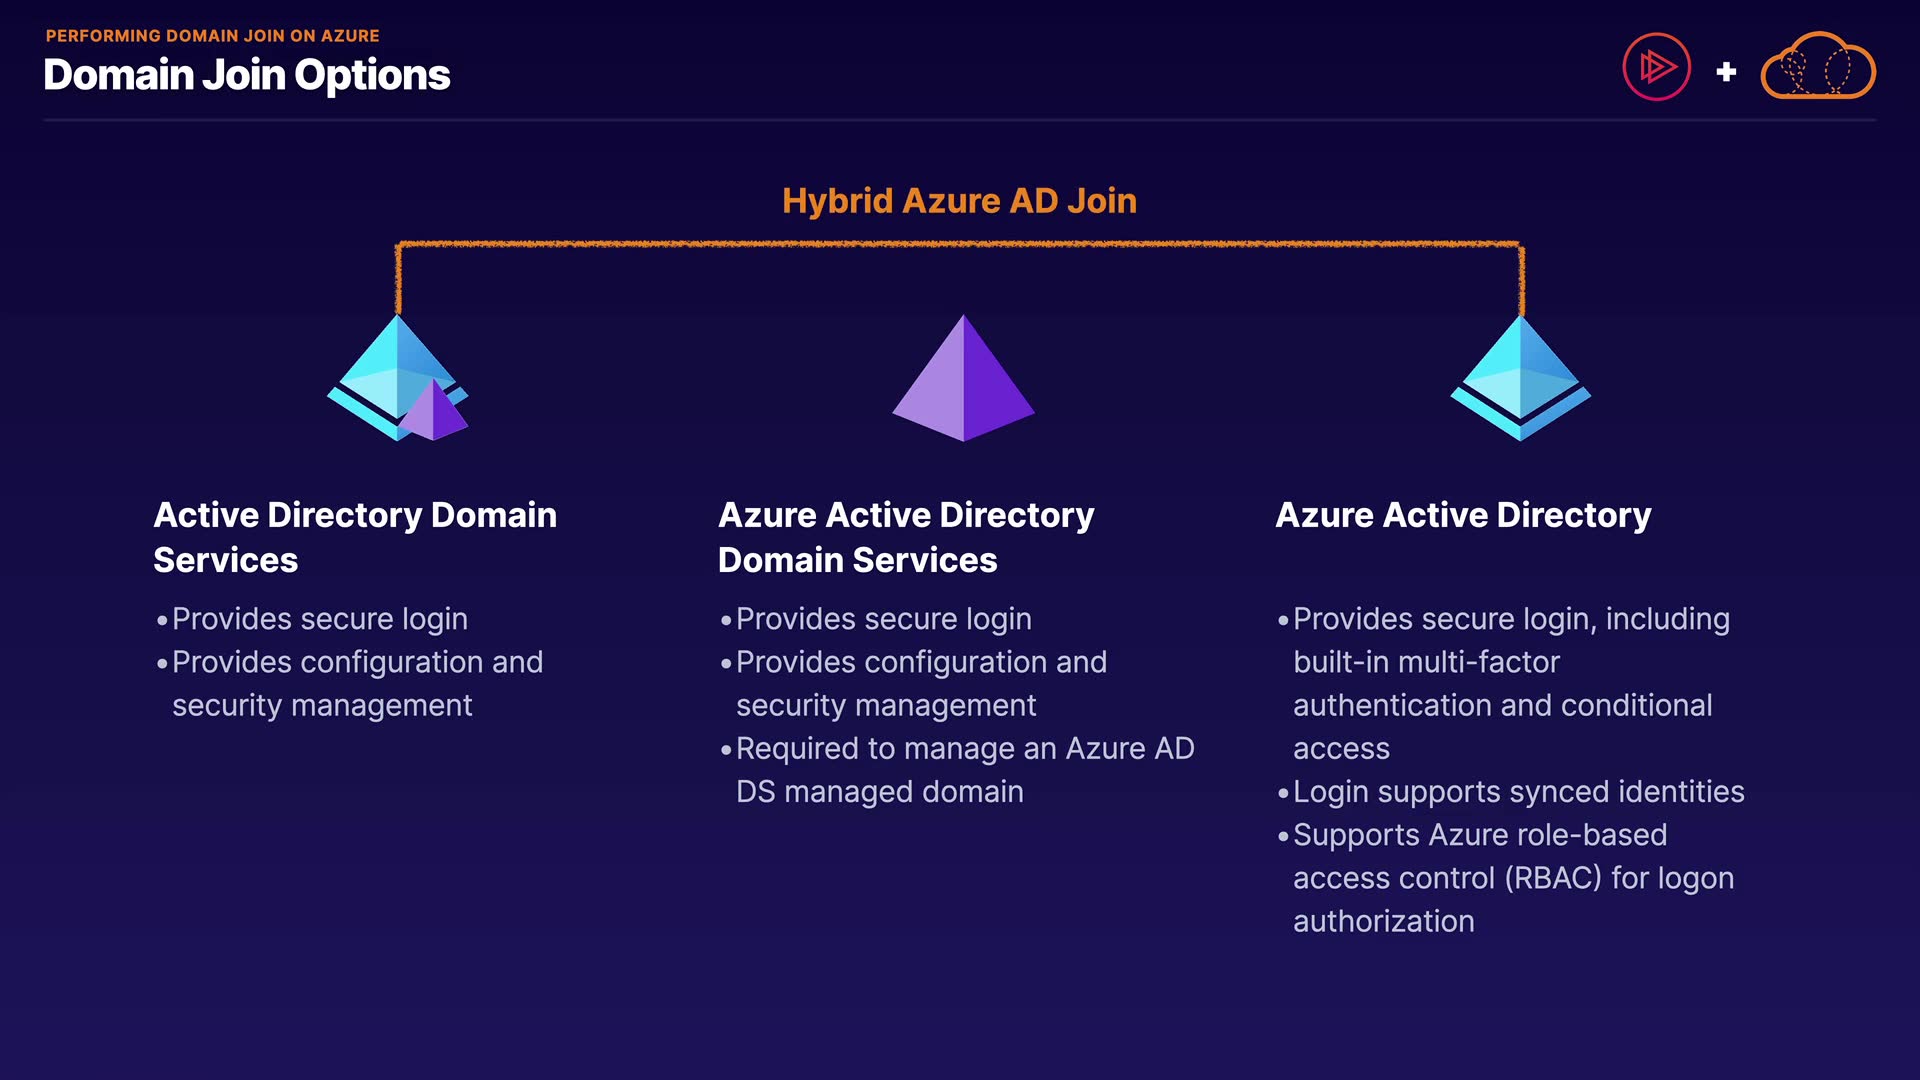 PERFORMING DOMAIN JOIN ON AZURE
Domain Join Options
Hybrid Azure AD Join
Active Directory Domain
Services
•Provides secure login
•Provides configuration and
security management
Azure Active Directory
Domain Services
•Provides secure login
•Provides configuration and
security management
•Required to manage an Azure AD
DS managed domain
Azure Active Directory
•Provides secure login, including
built-in multi-factor
authentication and conditional
access
•Login supports synced identities
•Supports Azure role-based
access control (RBAC) for logon
authorization